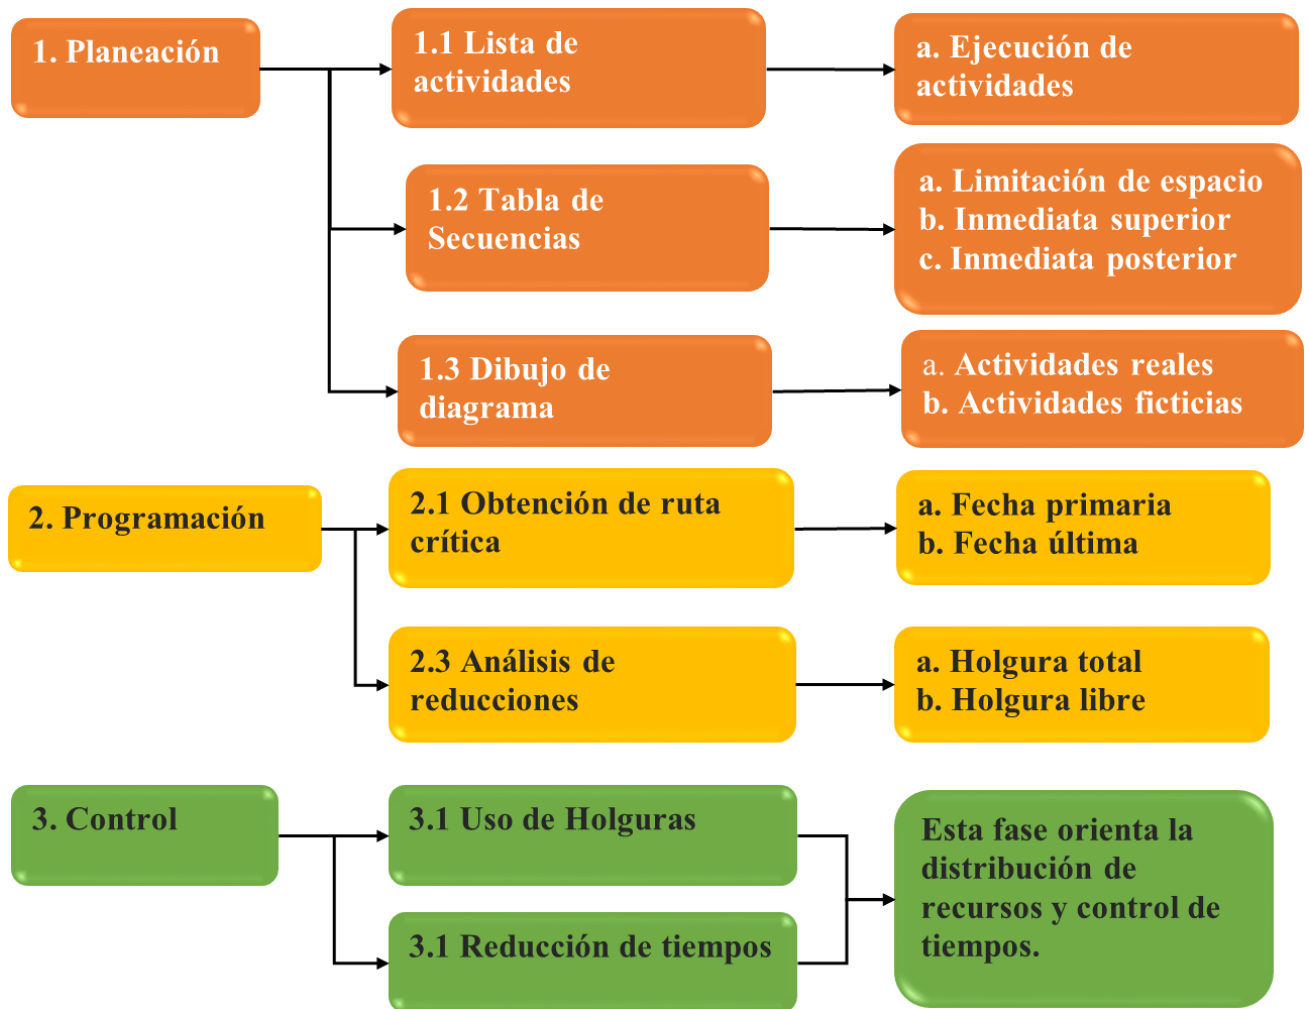 1. Planeación
1.1 Lista de
actividades
a. Ejecución de
actividades
1.2 Tabla de
Secuencias
a. Limitación de espacio
b. Inmediata superior
c. Inmediata posterior
1.3 Dibujo de
diagrama
a. Actividades reales
b. Actividades ficticias
2. Programación
2.1 Obtención de ruta
crítica
a. Fecha primaria
b. Fecha última
2.3 Análisis de
reducciones
a. Holgura total
b. Holgura libre
3. Control
3.1 Uso de Holguras
3.1 Reducción de tiempos
Esta fase orienta la
distribución de
recursos y control de
tiempos.